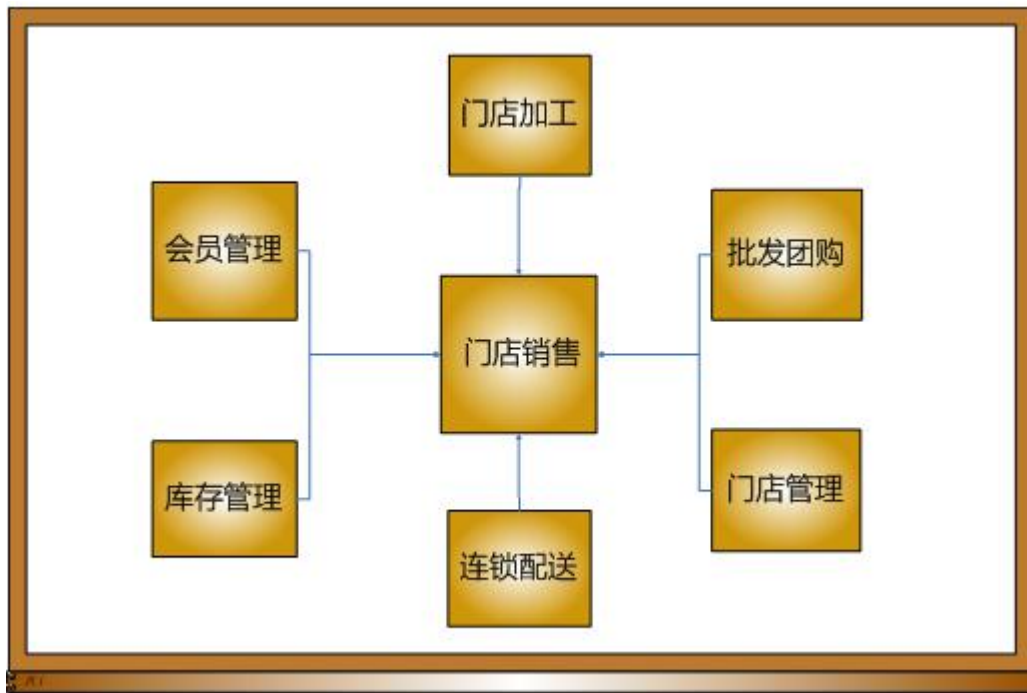 门店加工
会员管理
批发团购
门店销售
库存管理
门店管理
连锁配送